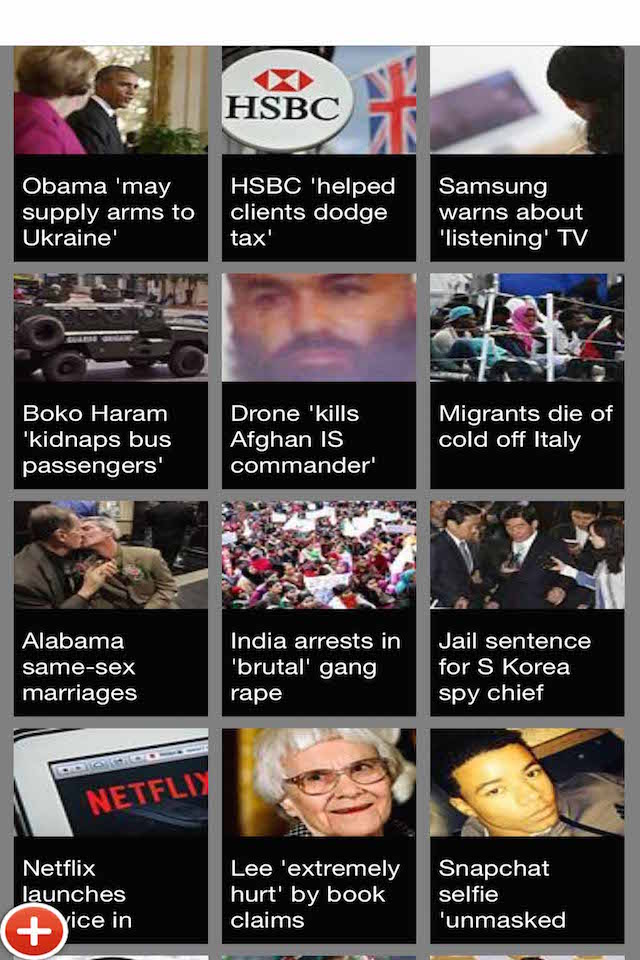 HSBC
Obama 'may
supply arms to
Ukraine'
HSBC 'helped
clients dodge
tax'
Samsung
warns about
'listening' TV
GUARDS BRIGADE
Boko Haram
'kidnaps bus
passengers'
Drone 'kills
Afghan IS
commander'
Migrants die of
cold off Italy
Alabama
same-sex
marriages
India arrests in
'brutal' gang
rape
Jail sentence
for S Korea
spy chief
NETFLIX
Netflix
launches
vice in
Lee 'extremely
hurt' by book
claims
Snapchat
selfie
'unmasked